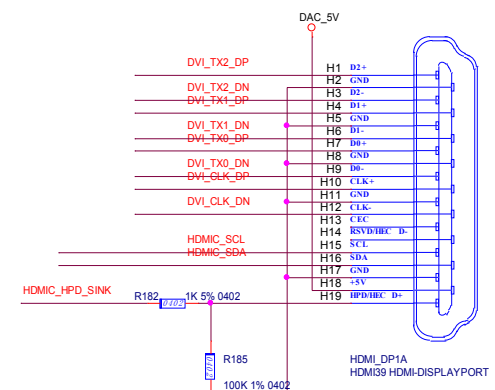 DAC_5V
DVI_TX2_DP
H1 D2+
H2 GND
DVI_TX2_DN
H3 D2-
DVI_TX1_DP
H4 D1+
H5 GND
DVI_TX1_DN
H6 D1-
DVI_TX0_DP
H7 D0+
H8 GND
DVI_TX0_DN
H9 D0-
DVI_CLK_DP
H10 CLK+
H11 GND
DVI_CLK_DN
H12 CLK-
H13 CEC
H14 RSVD/HEC D-
HDMIC_SCL
H15 SCL
HDMIC_SDA
H16 SDA
H17 GND
H18 +5V
HDMIC_HPD_SINK
H19 HPD/HEC D+
R182 0402 1K 5% 0402
R185
0402
100K 1% 0402
HDMI_DP1A
HDMI39 HDMI-DISPLAYPORT